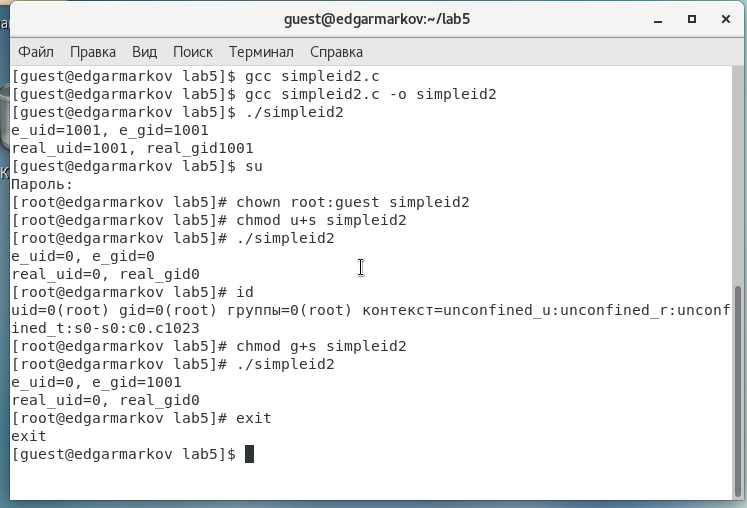 guest@edgarmarkov:~/lab5
Файл Правка Вид Поиск Терминал Справка
[guest@edgarmarkov lab5]$ gcc simpleid2.c
[guest@edgarmarkov lab5]$ gcc simpleid2.c -o simpleid2
[guest@edgarmarkov lab5]$ ./simpleid2
e_uid=1001, e_gid=1001
real_uid=1001, real_gid1001
[guest@edgarmarkov lab5]$ su
Пароль:
[root@edgarmarkov lab5]# chown root:guest simpleid2
[root@edgarmarkov lab5]# chmod u+s simpleid2
[root@edgarmarkov lab5]# ./simpleid2
e_uid=0, e_gid=0
real_uid=0, real_gid0
[root@edgarmarkov lab5]# id
uid=0(root) gid=0(root) группы=0(root) контекст=unconfined_u:unconfined_r:unconf
ined_t:s0-s0:c0.c1023
[root@edgarmarkov lab5]# chmod g+s simpleid2
[root@edgarmarkov lab5]# ./simpleid2
e_uid=0, e_gid=1001
real_uid=0, real_gid0
[root@edgarmarkov lab5]# exit
exit
[guest@edgarmarkov lab5]$